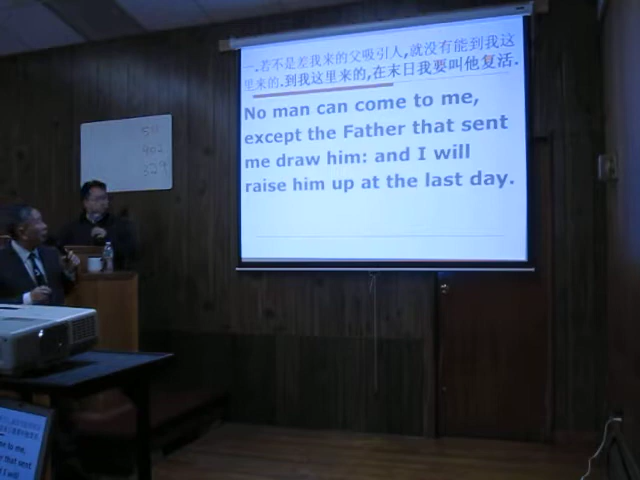 一.若不是差我来的父吸引人,就没有能到我这
里来的.到我这里来的,在末日我要叫他复活.
No man can come to me,
except the Father that sent
me draw him: and I will
raise him up at the last day.
402
329